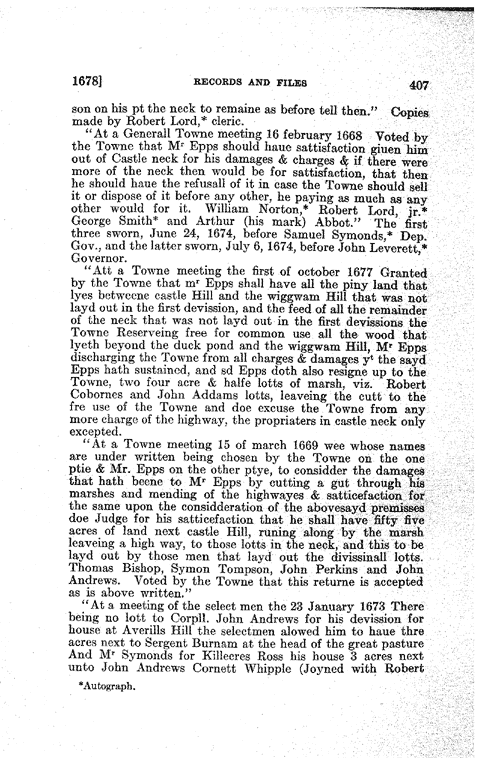 1678] RECORDS AND FILES 407
son on his pt the neck to remaine as before tell then." Copies
made by Robert Lord,* cleric.
"At a Generall Towne meeting 16 february 1668 Voted by
the Towne that Mr Epps should haue sattisfaction giuen him
out of Castle neck for his damages & charges & if there were
more of the neck then would be for sattisfaction, that then
he should haue the refusall of it in case the Towne should sell
it or dispose of it before any other, he paying as much as any
other would for it. William Norton,* Robert Lord, jr.*
George Smith* and Arthur (his mark) Abbot." The first
three sworn, June 24, 1674, before Samuel Symonds,* Dep.
Gov., and the latter sworn, July 6, 1674, before John Leverett,*
Governor.
"Att a Towne meeting the first of october 1677 Granted
by the Towne that mr Epps shall have all the piny land that
lyes betweene castle Hill and the wiggwam Hill that was not
layd out in the first devission, and the feed of all the remainder
of the neck that was not layd out in the first devissions the
Towne Reserveing free for common use all the wood that
lyeth beyond the duck pond and the wiggwam Hill, Mr Epps
discharging the Towne from all charges & damages yt the sayd
Epps hath sustained, and sd Epps doth also resigne up to the
Towne, two four acre & halfe lotts of marsh, viz. Robert
Cobornes and John Addams lotts, leaveing the cutt to the
fre use of the Towne and doe excuse the Towne from any
more charge of the highway, the propriaters in castle neck only
excepted.
"At a Towne meeting 15 of march 1669 wee whose names
are under written being chosen by the Towne on the one
ptie & Mr. Epps on the other ptye, to considder the damages
that hath beene to Mr Epps by cutting a gut through his
marshes and mending of the highwayes & satticefaction for
the same upon the considderation of the abovesayd premisses
doe Judge for his satticefaction that he shall have fifty five
acres of land next castle Hill, runing along by the marsh
leaveing a high way, to those lotts in the neck, and this to be
layd out by those men that layd out the divissinall lotts.
Thomas Bishop, Symon Tompson, John Perkins and John
Andrews. Voted by the Towne that this returne is accepted
as is above written."
"At a meeting of the select men the 23 January 1673 There
being no lott to Corpll. John Andrews for his devission for
house at Averills Hill the selectmen alowed him to haue thre
acres next to Sergent Burnam at the head of the great pasture
And Mr Symonds for Killecres Ross his house 3 acres next
unto John Andrews Cornett Whipple (Joyned with Robert
*Autograph.